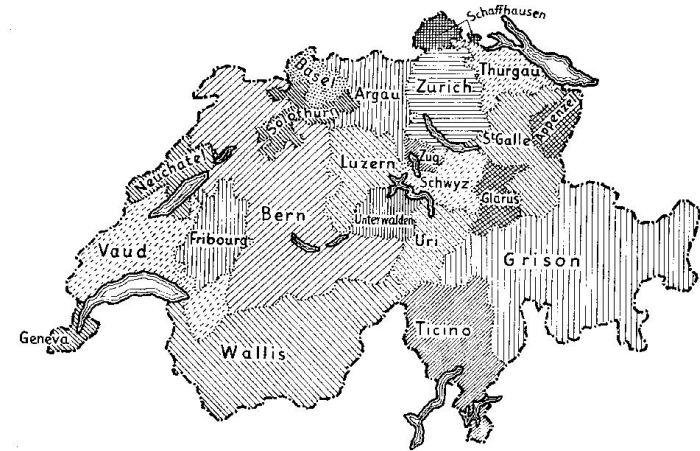 Schaffhausen
Basel
Thurgau
Argau
Zurich
Solothurn
St Galle
Appenzel
Neuchatel
Luzern
Zug
Schwyz
Glarus
Unterwalden
Bern
Fribourg
Uri
Vaud
Grison
Ticino
Geneva
Wallis